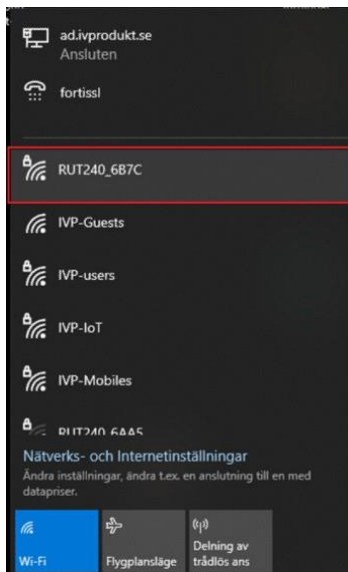 ad.ivprodukt.se
Ansluten
fortissl
RUT240_6B7C
IVP-Guests
IVP-users
IVP-IoT
IVP-Mobiles
RUT240_6AA5
Nätverks- och Internetinställningar
Ändra inställningar, ändra t.ex. en anslutning till en med
datapriser.
Wi-Fi
Flygplansläge
Delning av
trådlös ans